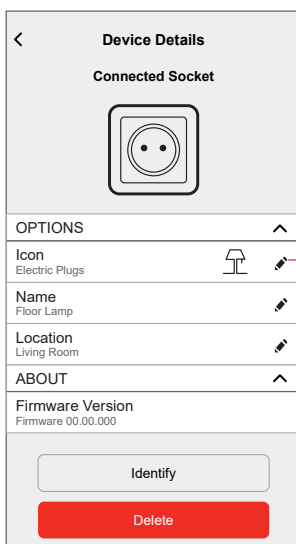 Device Details
Connected Socket
OPTIONS
Icon
Electric Plugs
Name
Floor Lamp
Location
Living Room
ABOUT
Firmware Version
Firmware 00.00.000
Identify
Delete